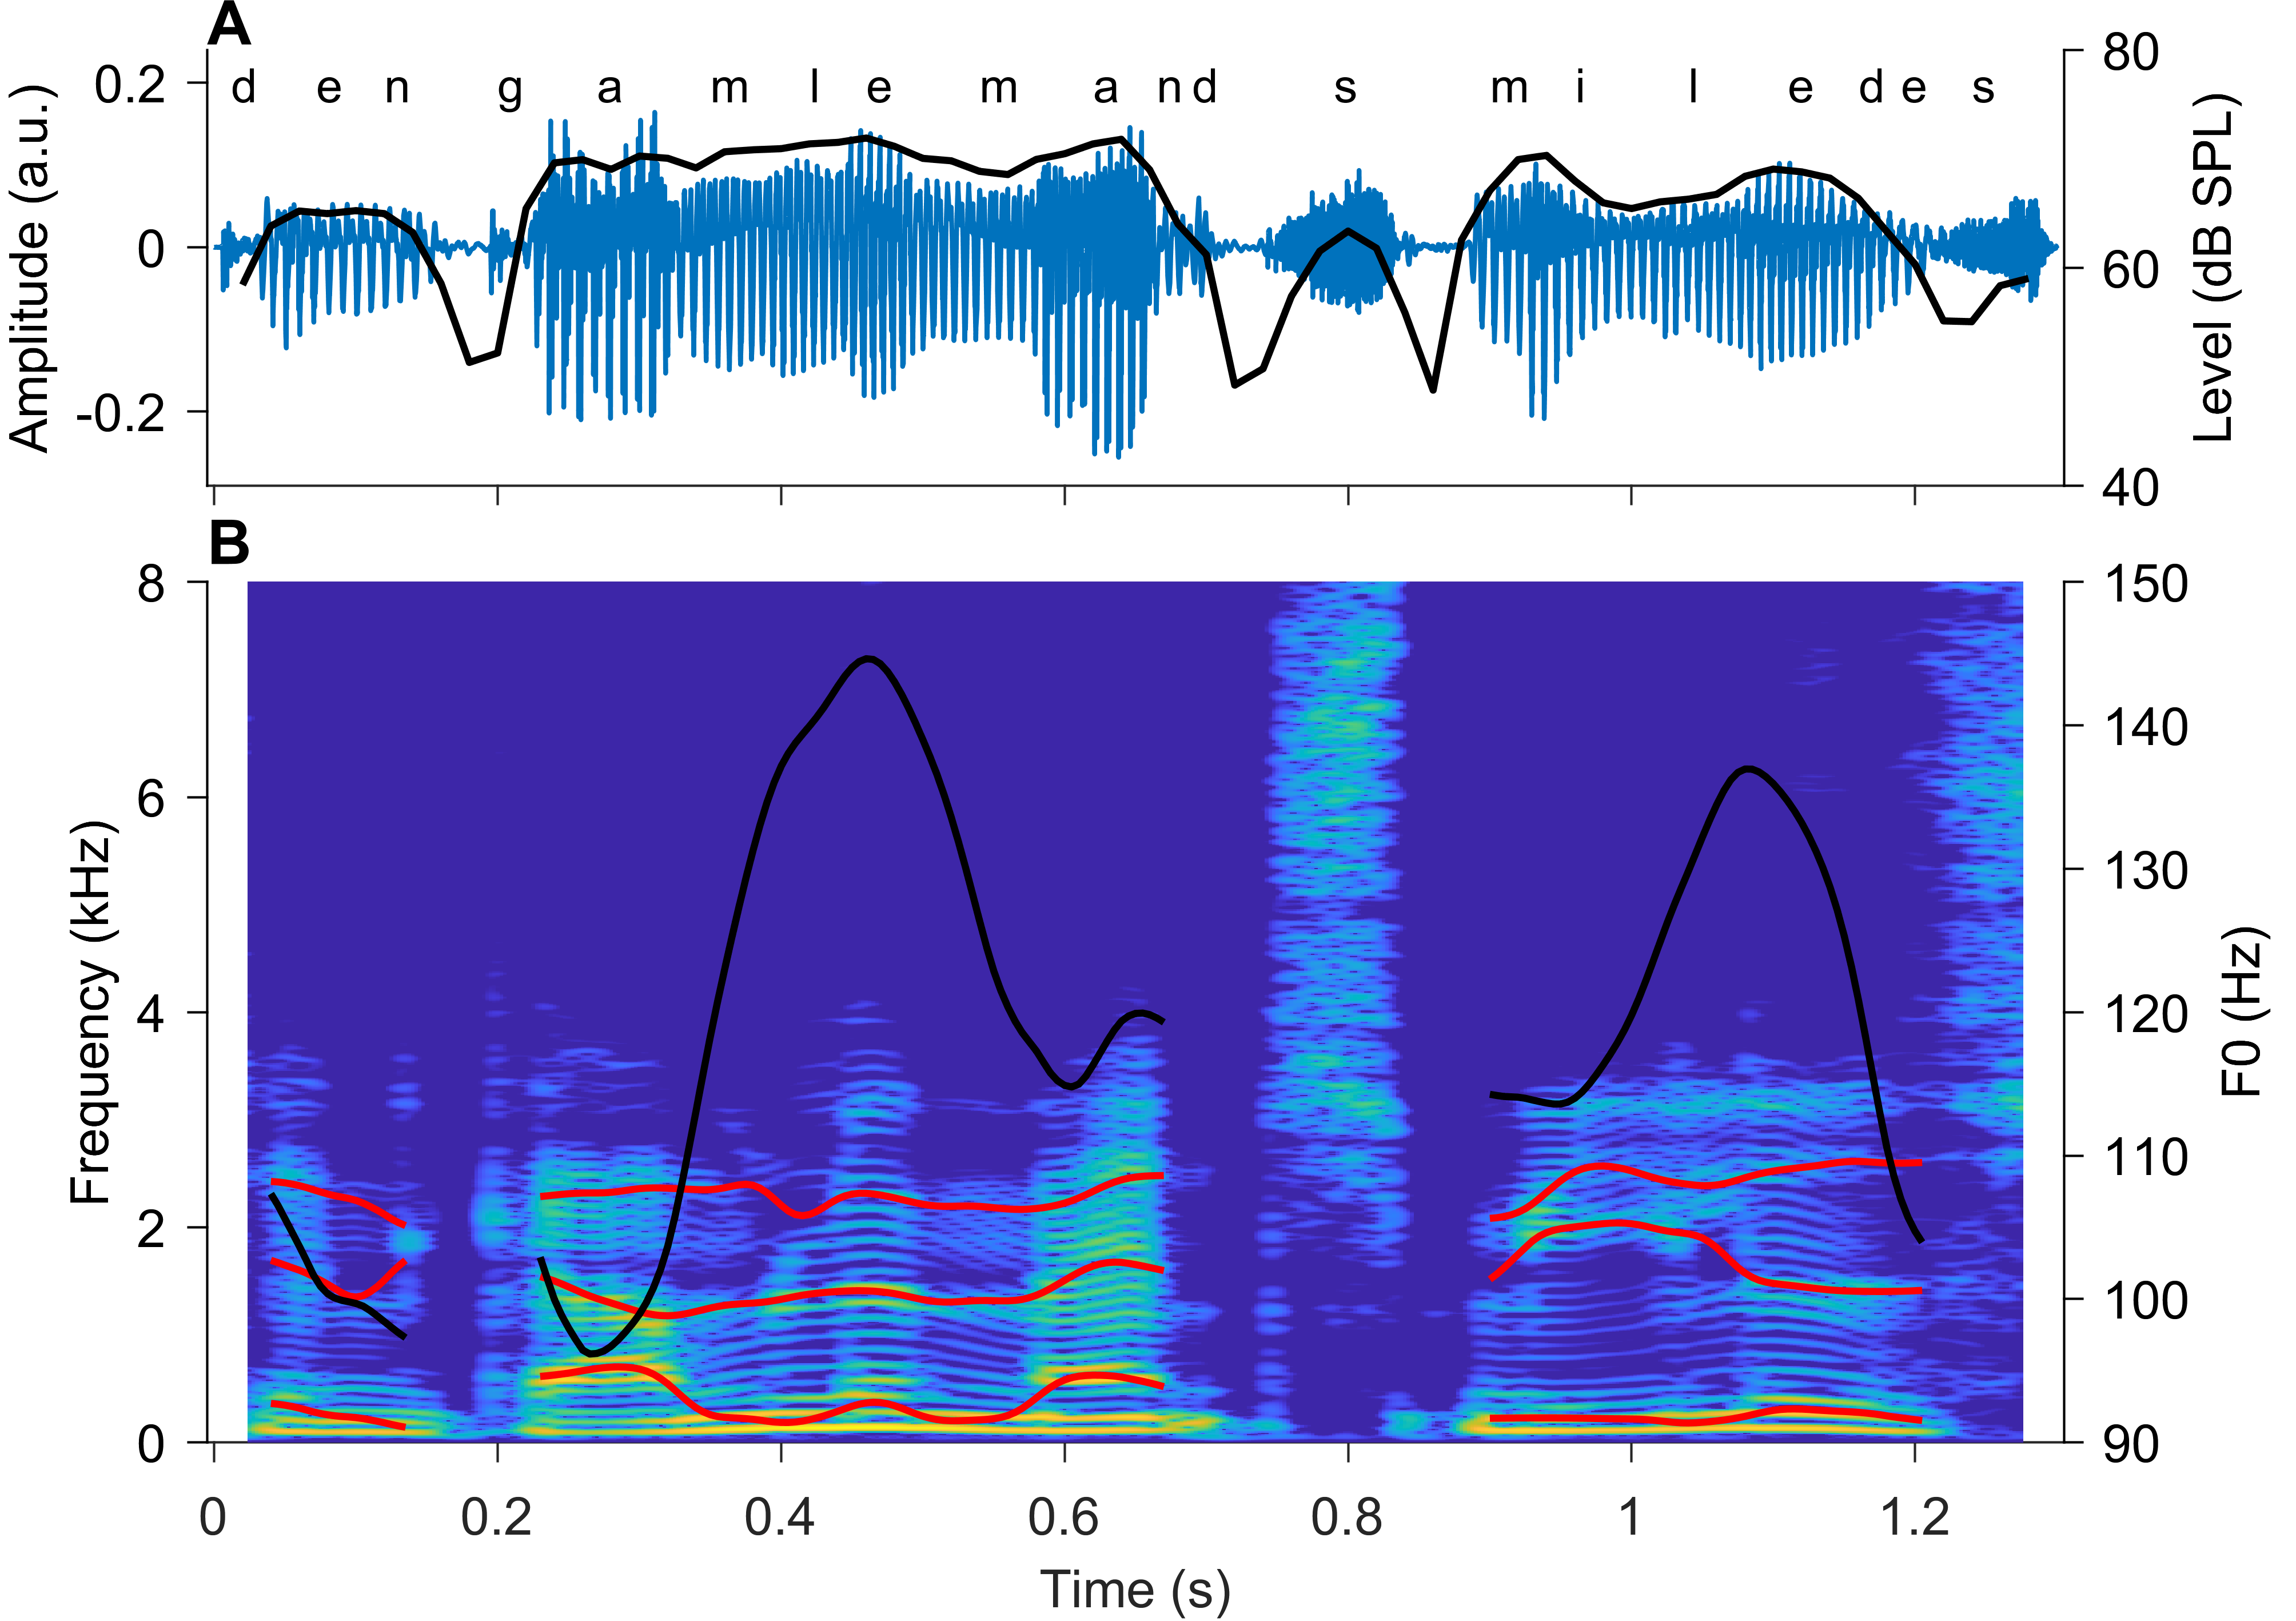 A
80
0.2
d e n g a m l e m a n d s m i l e d e s
Amplitude (a.u.)
0
60
Level (dB SPL)
-0.2
40
B
8
150
140
6
130
Frequency (kHz)
4
120
F0 (Hz)
110
2
100
0
90
0 0.2 0.4 0.6 0.8 1 1.2
Time (s)